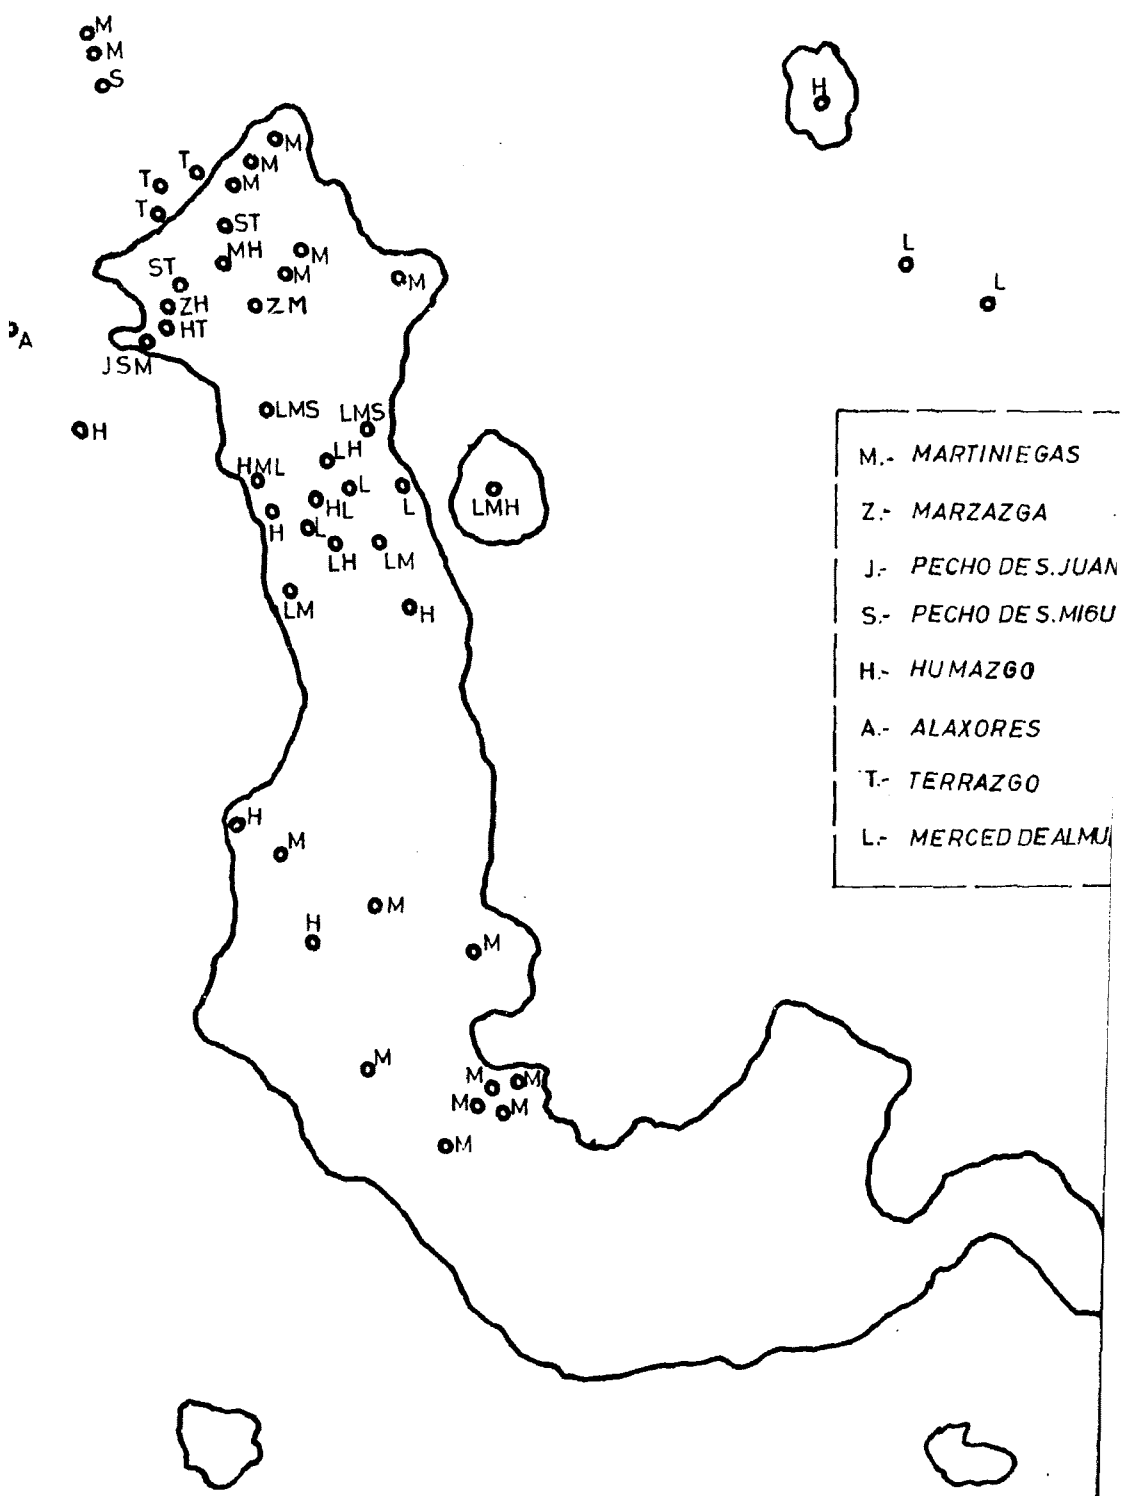 M
M
S
H
M
M
M
T
T
T
ST
MH
M
M
M
ST
ZH
ZM
HT
JSM
A
L
L
H
LMS
LMS
LH
HML
L
HL
L
H
L
LH
LM
LM
H
LMH
M.- MARTINIEGAS
Z.- MARZAZGA
J.- PECHO DE S. JUAN
S.- PECHO DE S. MIGU
H.- HUMAZGO
A.- ALAXORES
T.- TERRAZGO
L.- MERCED DE ALMU
H
M
M
H
M
M
M
M
M
M
M